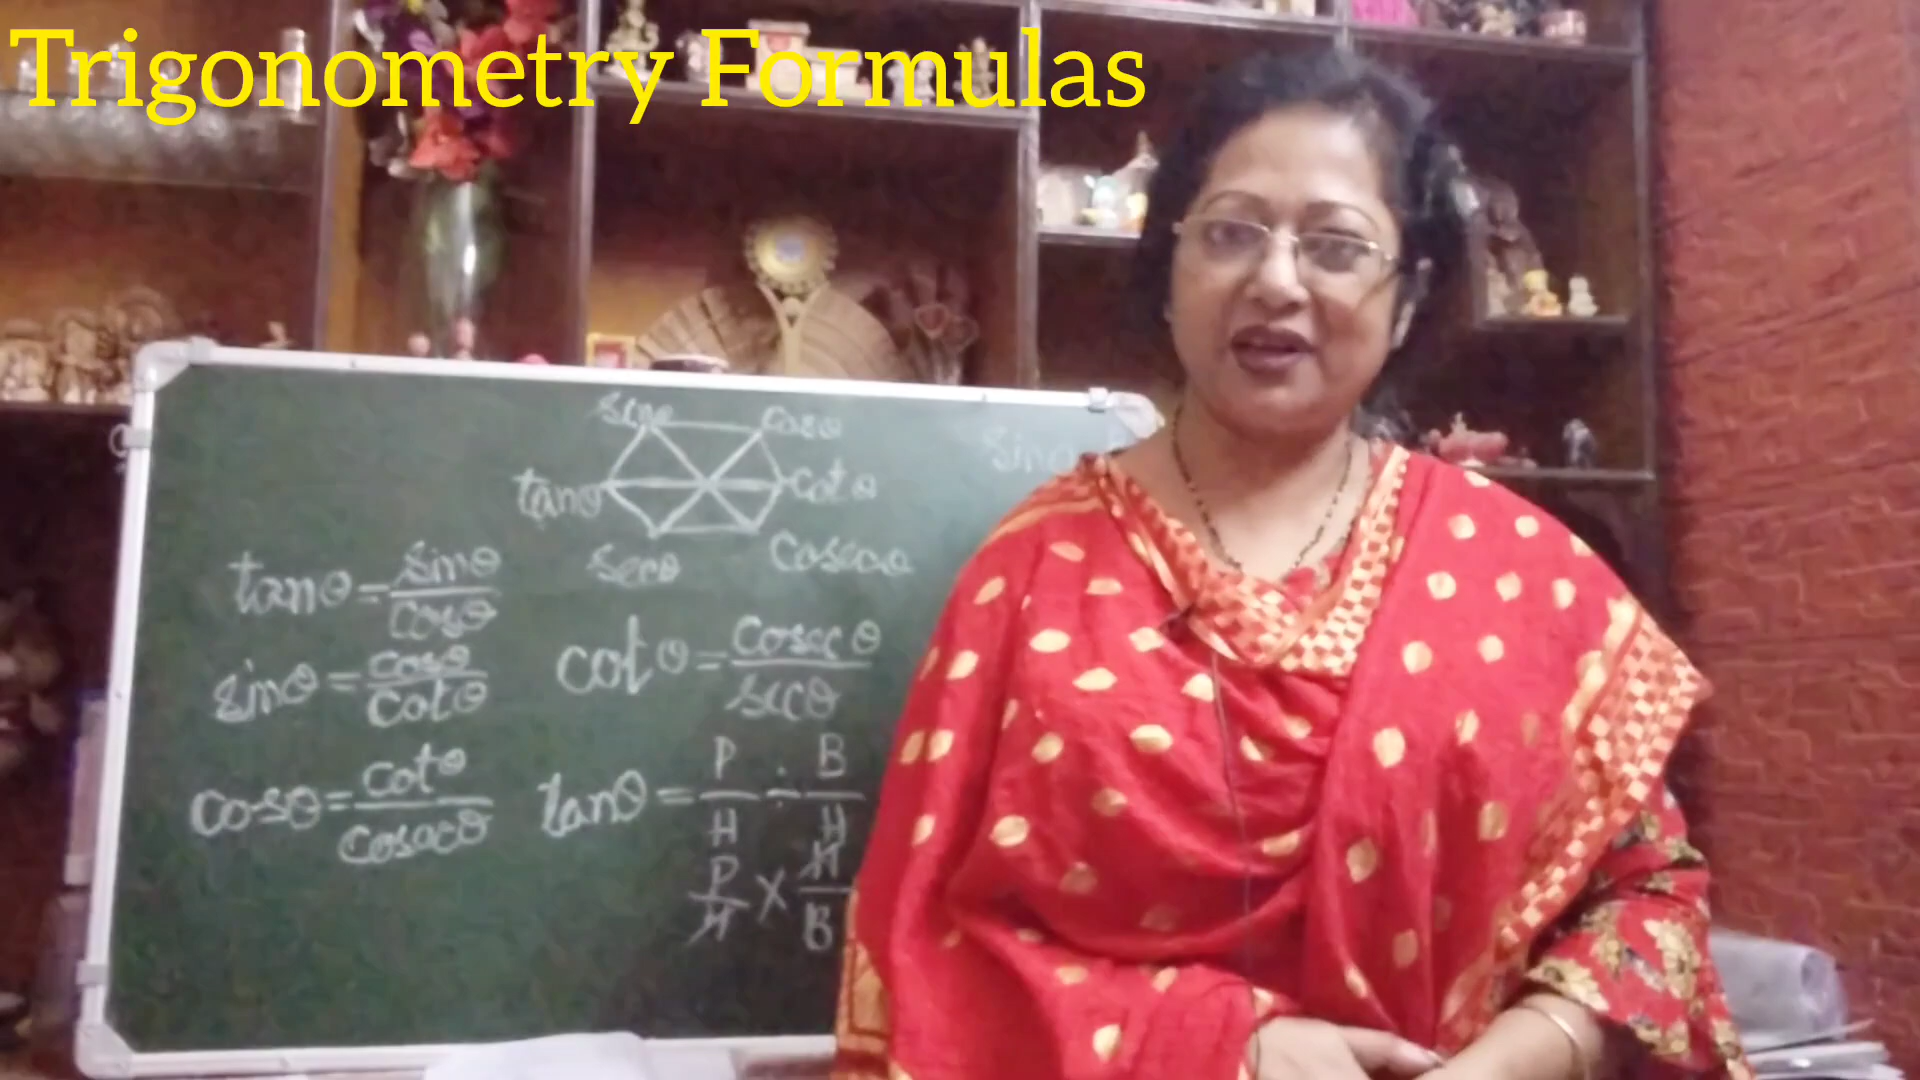 Trigonometry Formulas
sinθ cosθ
tanθ cotθ
secθ cosecθ
tanθ = sinθ / cosθ
sinθ = cosθ / cotθ
cotθ = cosecθ / secθ
cosθ = cotθ / cosecθ
tanθ = P / H ÷ B / H
P / H × H / B